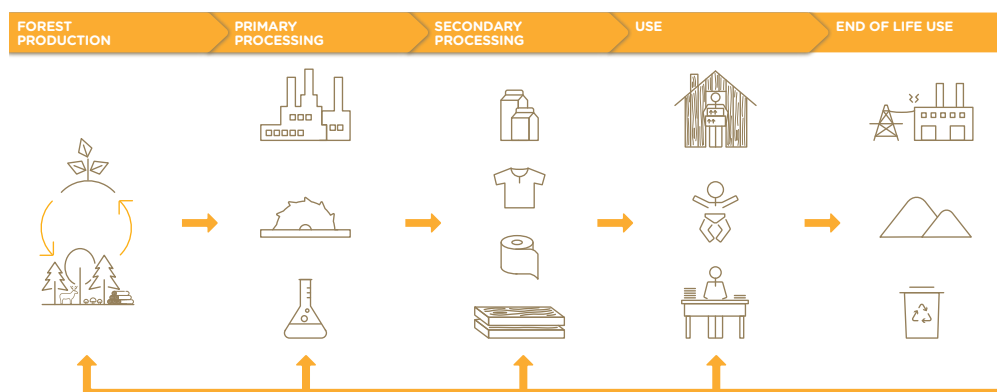 FOREST
PRODUCTION
PRIMARY
PROCESSING
SECONDARY
PROCESSING
USE
END OF LIFE USE